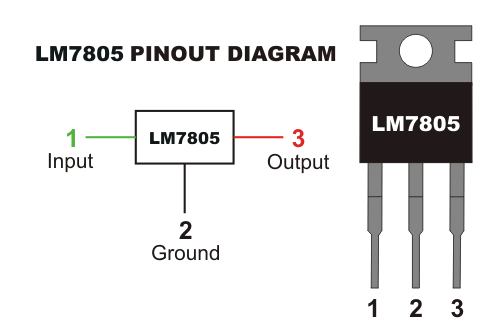 LM7805 PINOUT DIAGRAM
1
Input
LM7805
3
Output
2
Ground
LM7805
1 2 3